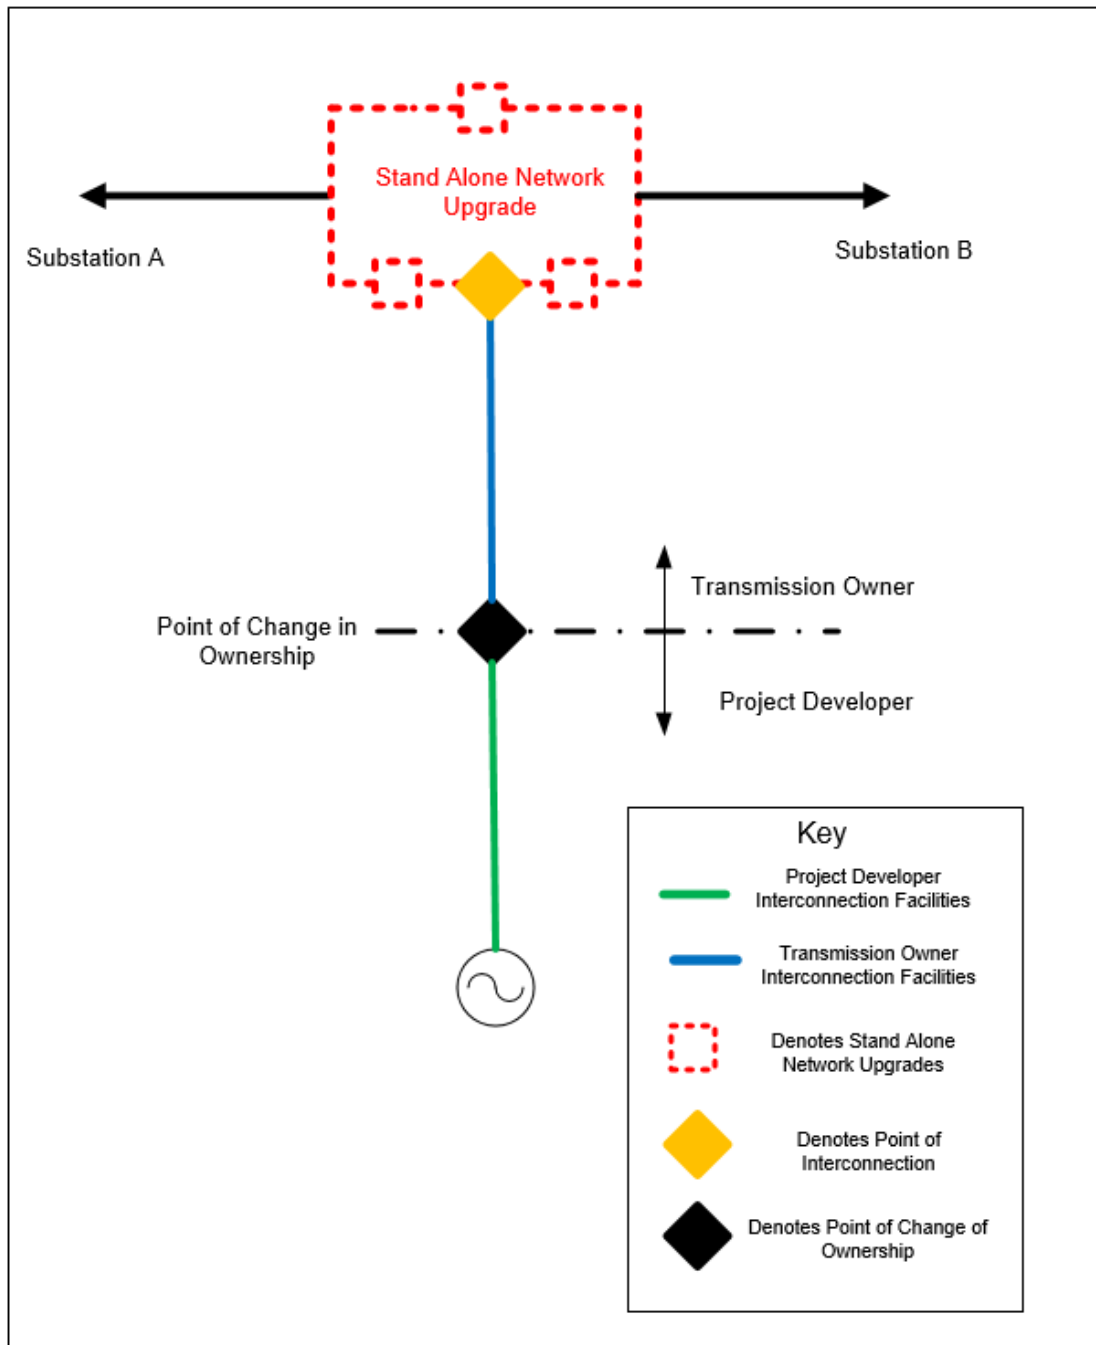 Stand Alone Network
Upgrade
Substation A
Substation B
Point of Change in
Ownership
Transmission Owner
Project Developer
Key
Project Developer
Interconnection Facilities
Transmission Owner
Interconnection Facilities
Denotes Stand Alone
Network Upgrades
Denotes Point of
Interconnection
Denotes Point of Change of
Ownership